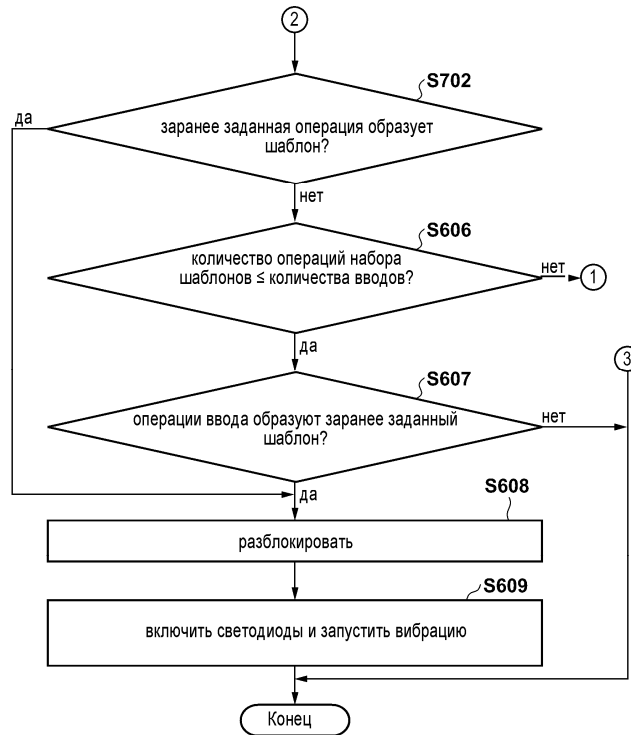 2
S702
да
заранее заданная операция образует
шаблон?
нет
S606
количество операций набора
шаблонов ≤ количества вводов?
нет
1
да
3
S607
операции ввода образуют заранее заданный
шаблон?
нет
да
S608
разблокировать
S609
включить светодиоды и запустить вибрацию
Конец